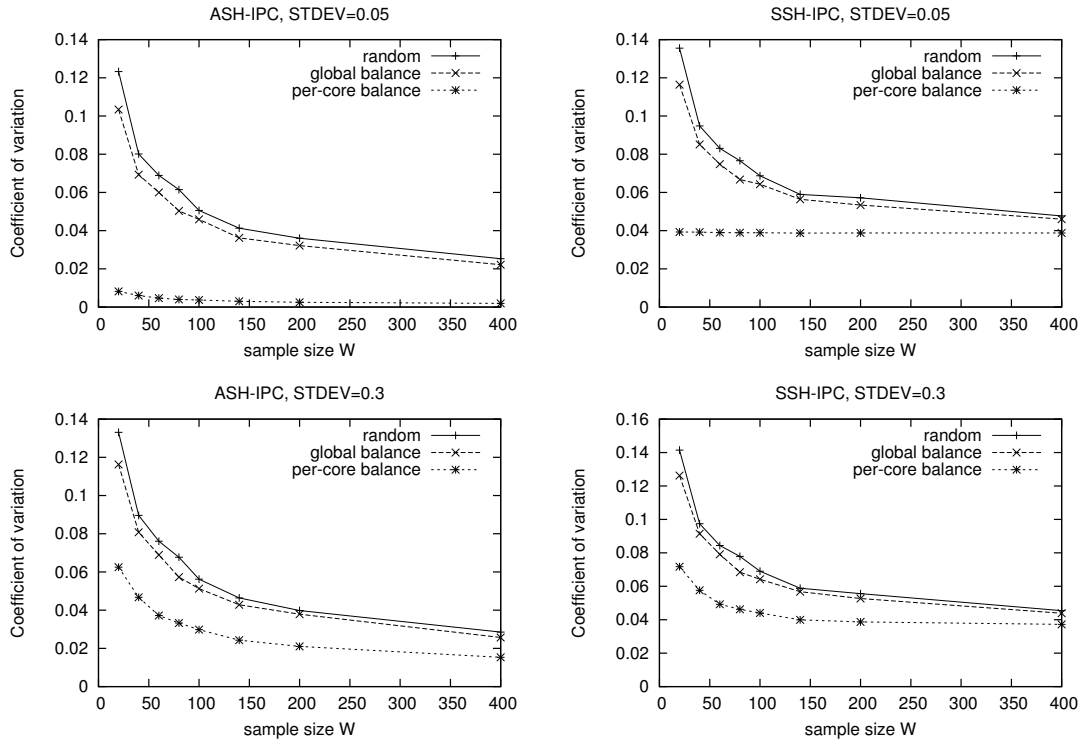 ASH-IPC, STDEV=0.05
0.14
0.12
0.1
0.08
0.06
0.04
0.02
0
Coefficient of variation
random
global balance
per-core balance
0 50 100 150 200 250 300 350 400
sample size W
SSH-IPC, STDEV=0.05
0.14
0.12
0.1
0.08
0.06
0.04
0.02
0
Coefficient of variation
random
global balance
per-core balance
0 50 100 150 200 250 300 350 400
sample size W
ASH-IPC, STDEV=0.3
0.14
0.12
0.1
0.08
0.06
0.04
0.02
0
Coefficient of variation
random
global balance
per-core balance
0 50 100 150 200 250 300 350 400
sample size W
SSH-IPC, STDEV=0.3
0.16
0.14
0.12
0.1
0.08
0.06
0.04
0.02
0
Coefficient of variation
random
global balance
per-core balance
0 50 100 150 200 250 300 350 400
sample size W